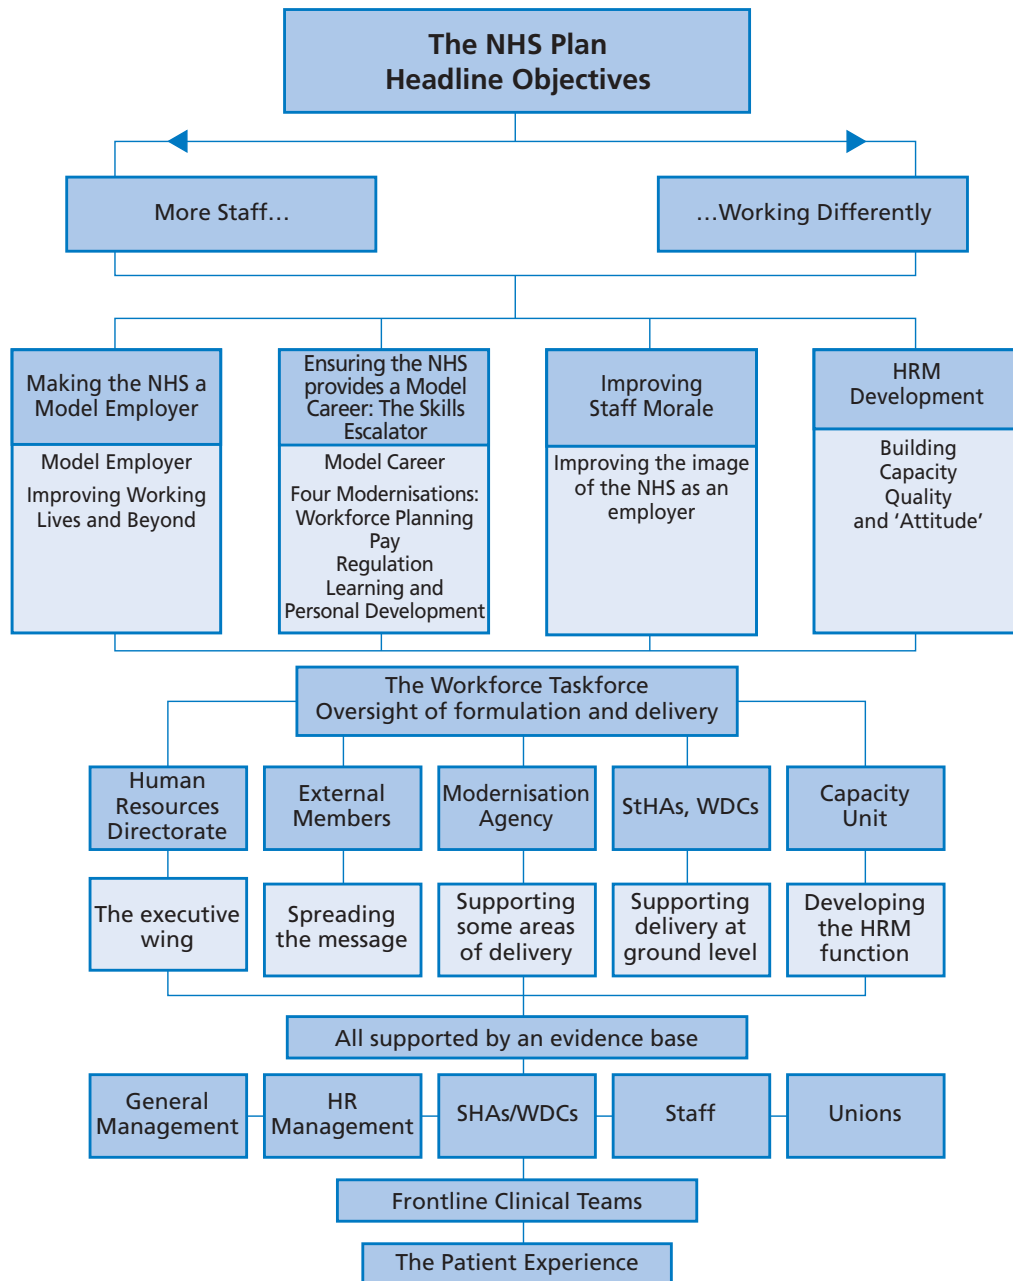 The NHS Plan
Headline Objectives
More Staff…
…Working Differently
Making the NHS a
Model Employer
Model Employer
Improving Working
Lives and Beyond
Ensuring the NHS
provides a Model
Career: The Skills
Escalator
Model Career
Four Modernisations:
Workforce Planning
Pay
Regulation
Learning and
Personal Development
Improving
Staff Morale
Improving the image
of the NHS as an
employer
HRM
Development
Building
Capacity
Quality
and ‘Attitude’
The Workforce Taskforce
Oversight of formulation and delivery
Human
Resources
Directorate
External
Members
Modernisation
Agency
StHAs, WDCs
Capacity
Unit
The executive
wing
Spreading
the message
Supporting
some areas
of delivery
Supporting
delivery at
ground level
Developing
the HRM
function
All supported by an evidence base
General
Management
HR
Management
SHAs/WDCs
Staff
Unions
Frontline Clinical Teams
The Patient Experience